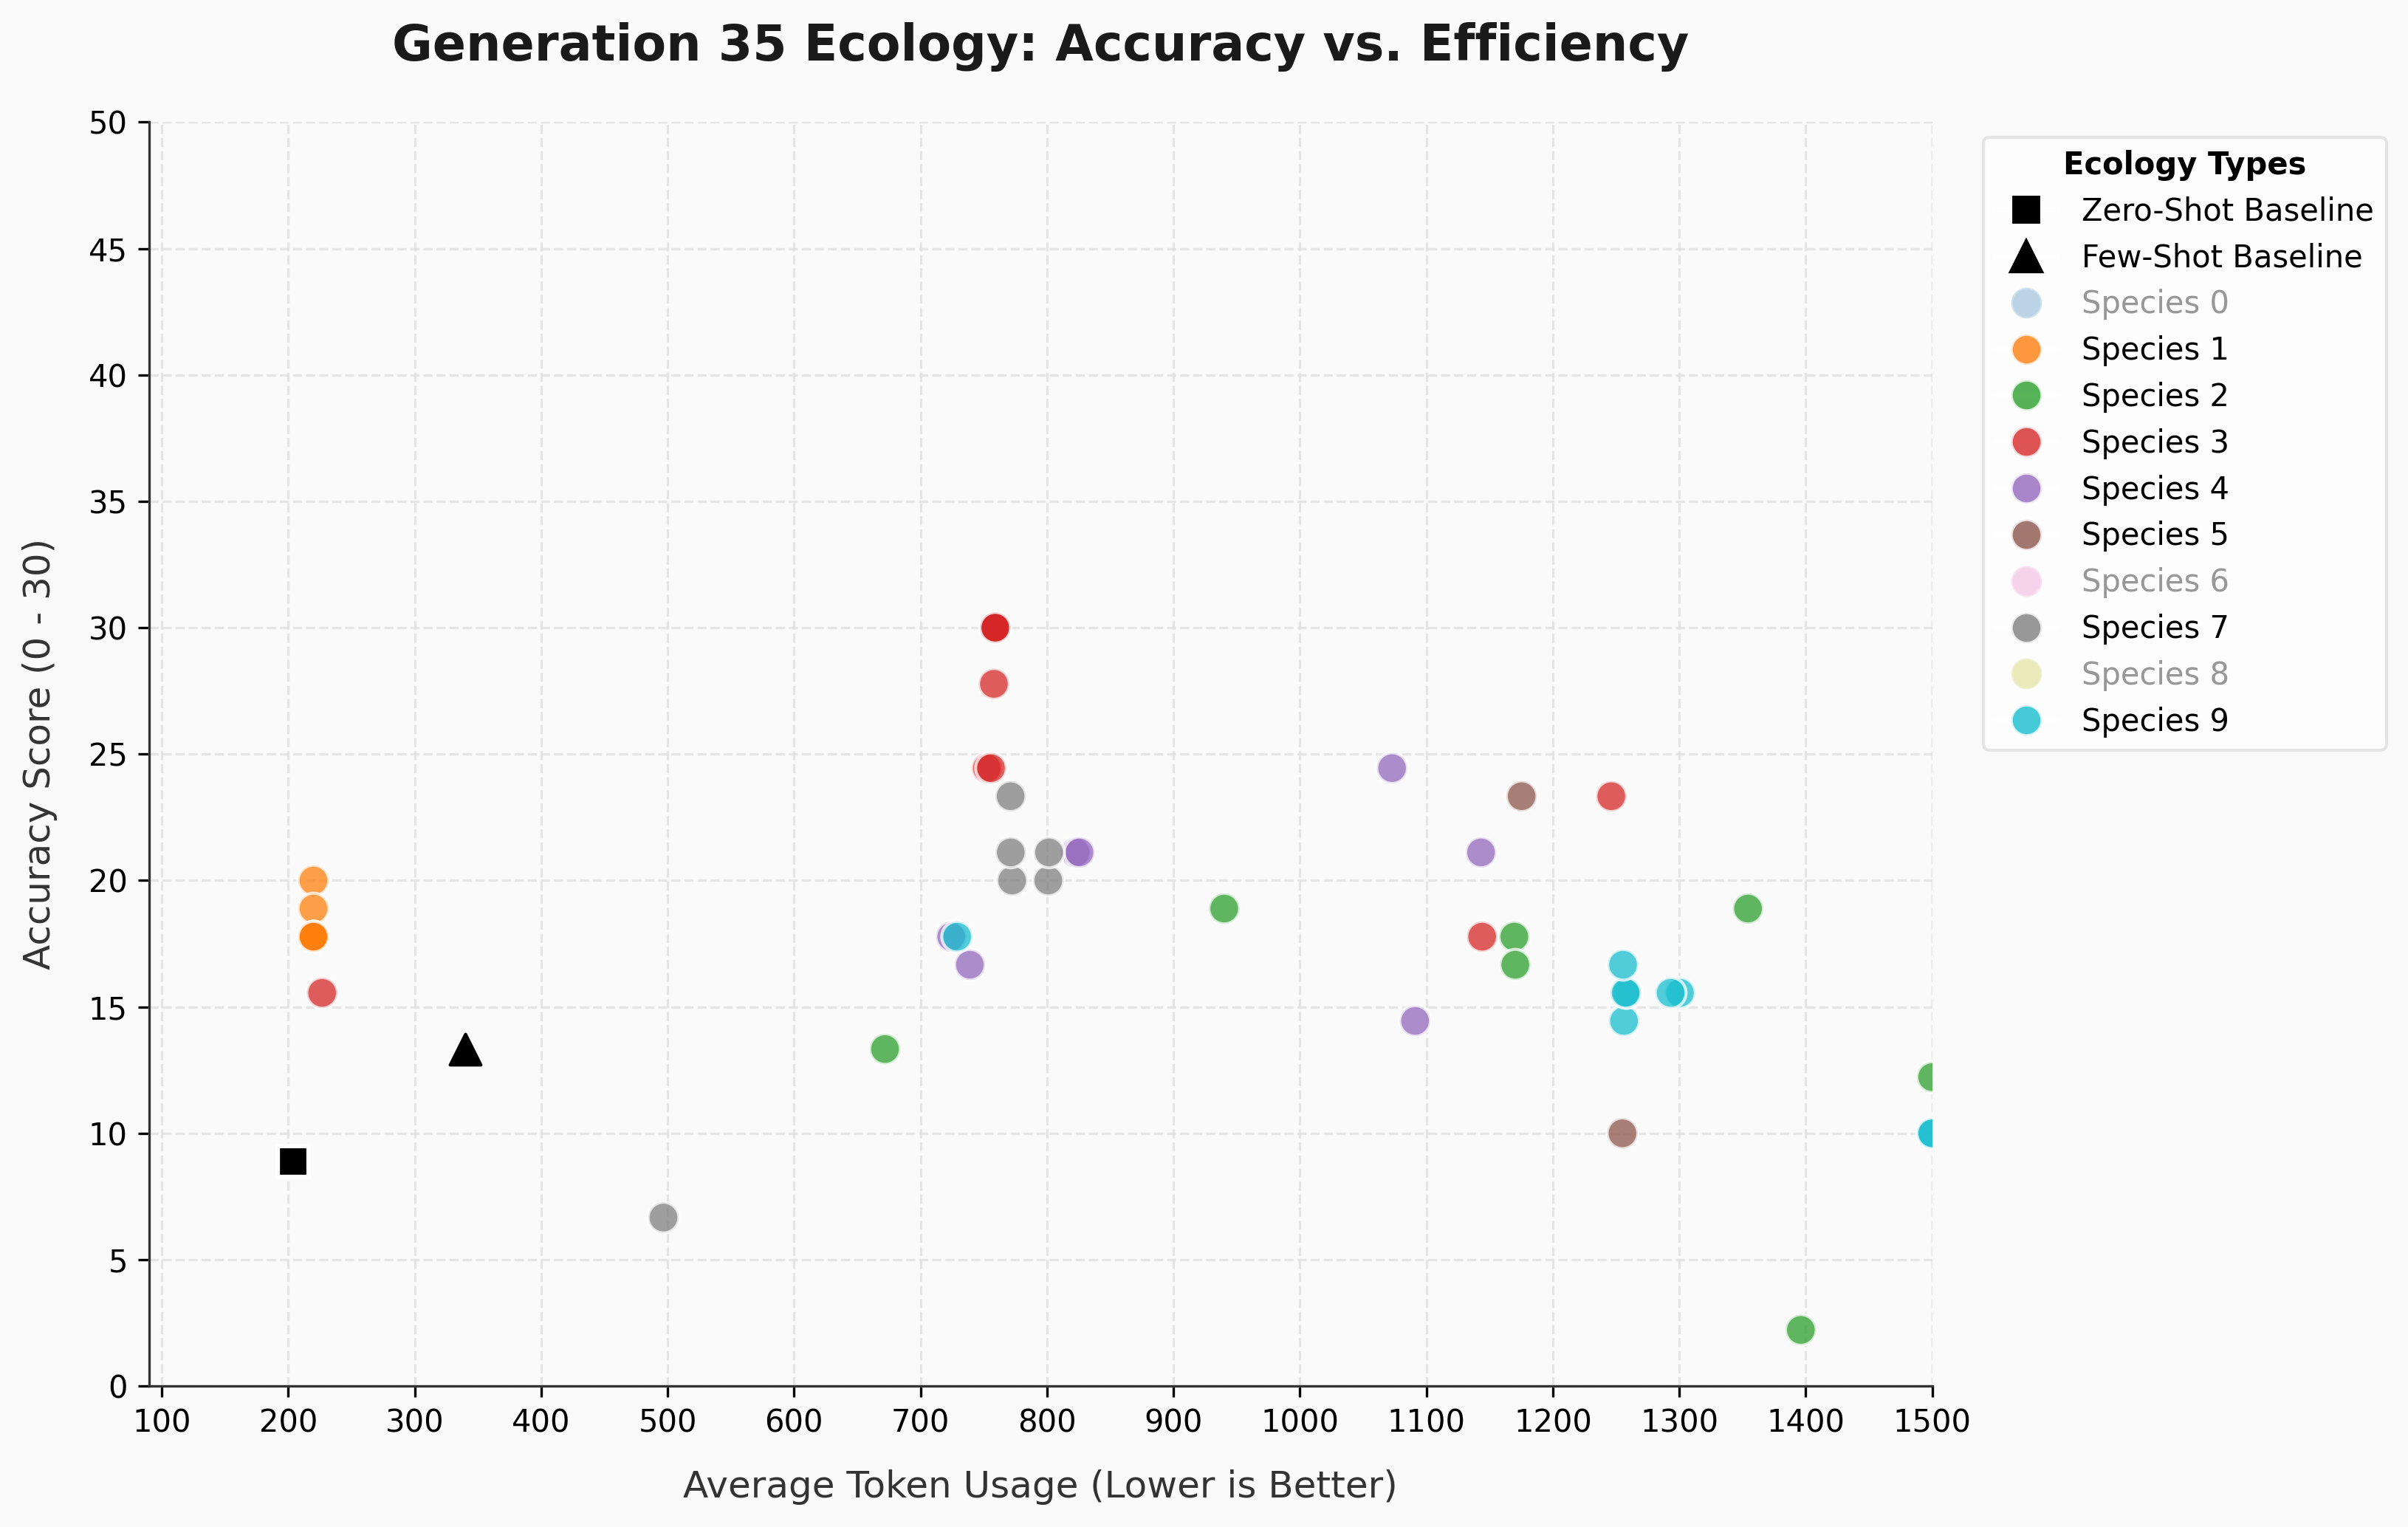 Generation 35 Ecology: Accuracy vs. Efficiency
50
45
40
35
30
25
20
15
10
5
0
Accuracy Score (0 - 30)
100 200 300 400 500 600 700 800 900 1000 1100 1200 1300 1400 1500
Average Token Usage (Lower is Better)
Ecology Types
Zero-Shot Baseline
Few-Shot Baseline
Species 0
Species 1
Species 2
Species 3
Species 4
Species 5
Species 6
Species 7
Species 8
Species 9